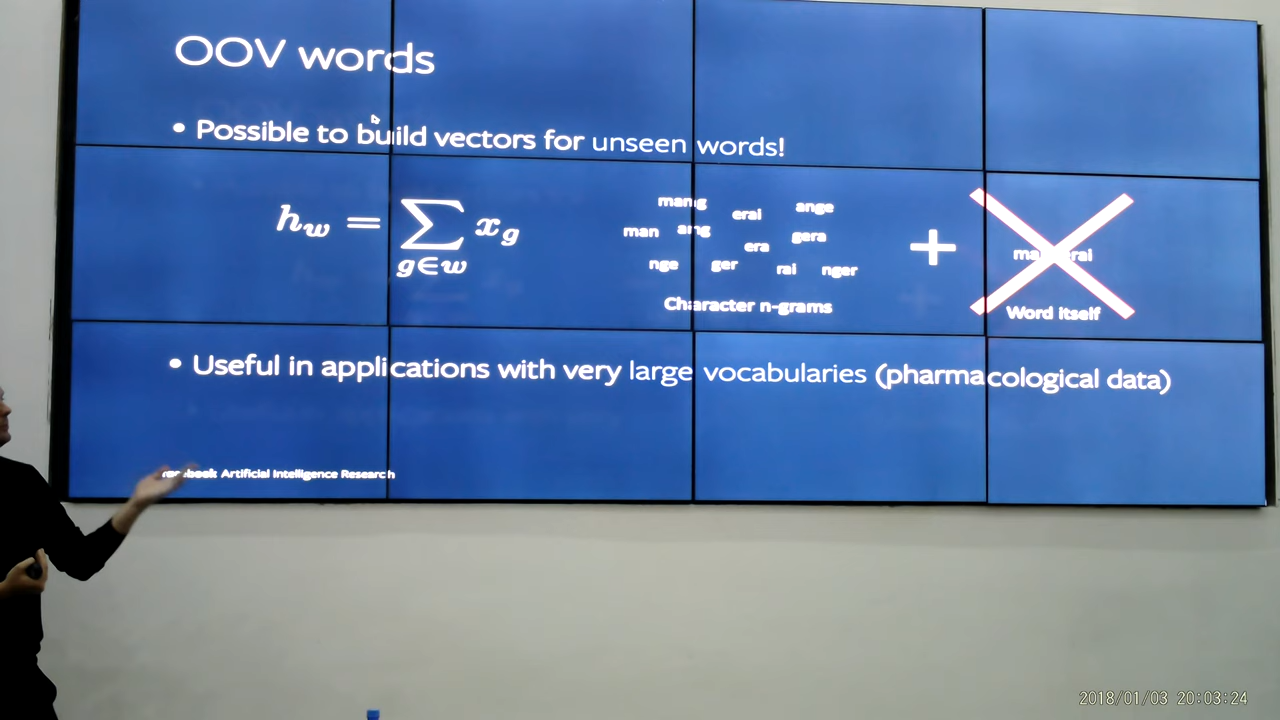 OOV words
• Possible to build vectors for unseen words!
h_w = ∑_{g∈w} x_g
mang erai ange
man ang era gera
nge ger rai nger
+
Character n-grams
Word itself
• Useful in applications with very large vocabularies (pharmacological data)
Artificial Intelligence Research
2018/01/03 20:03:24